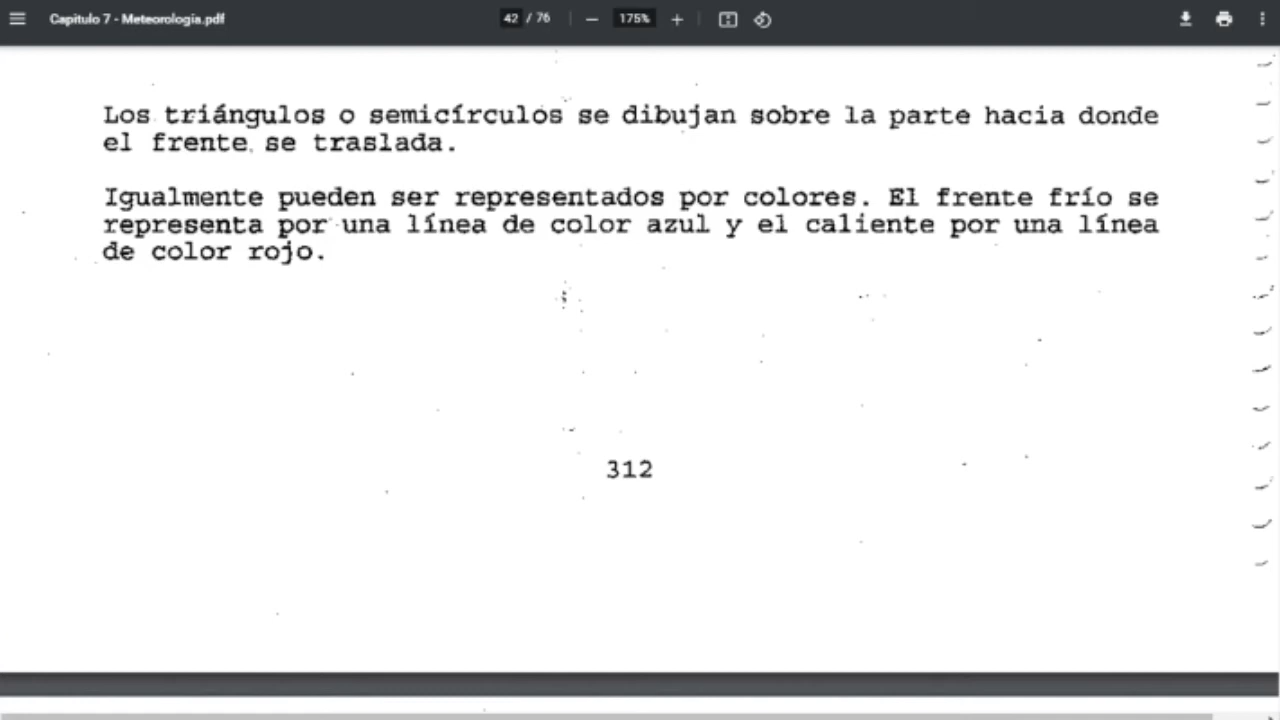 Capitulo 7 - Meteorologia.pdf
42 / 76
175%
Los triángulos o semicírculos se dibujan sobre la parte hacia donde
el frente se traslada.
Igualmente pueden ser representados por colores. El frente frío se
representa por una línea de color azul y el caliente por una línea
de color rojo.
312